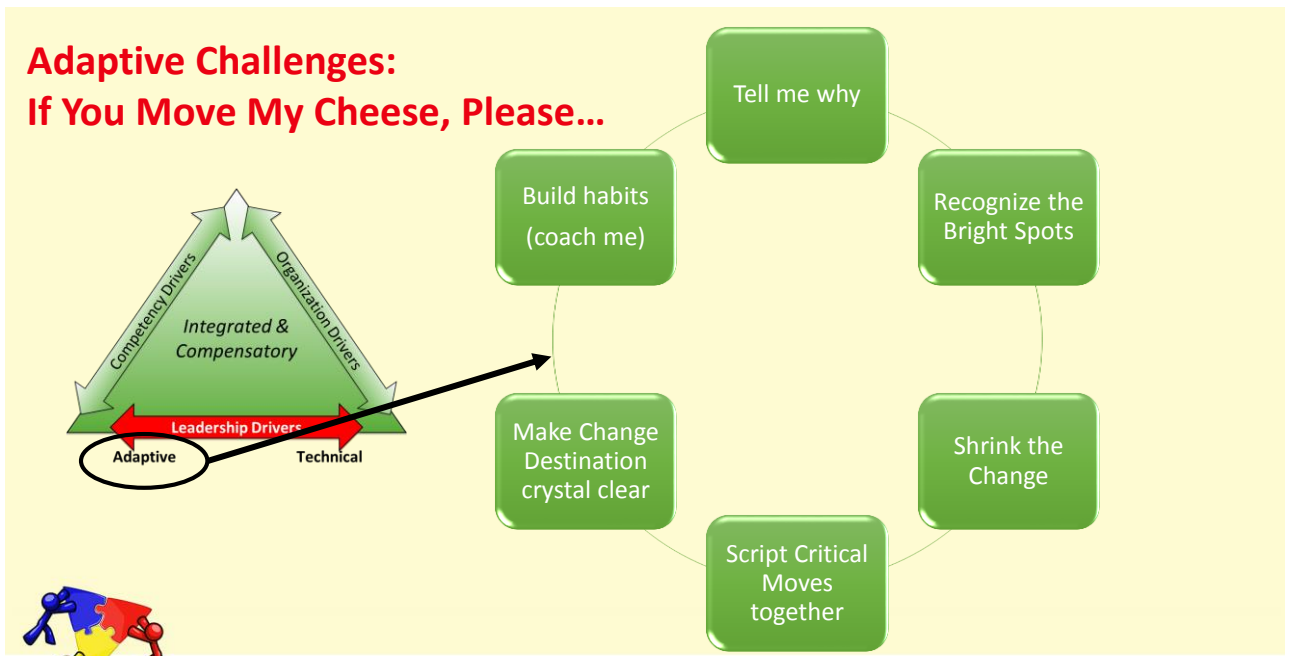 Adaptive Challenges:
If You Move My Cheese, Please…
Competency Drivers
Organization Drivers
Integrated &
Compensatory
Leadership Drivers
Adaptive
Technical
Tell me why
Recognize the
Bright Spots
Shrink the
Change
Script Critical
Moves
together
Make Change
Destination
crystal clear
Build habits
(coach me)